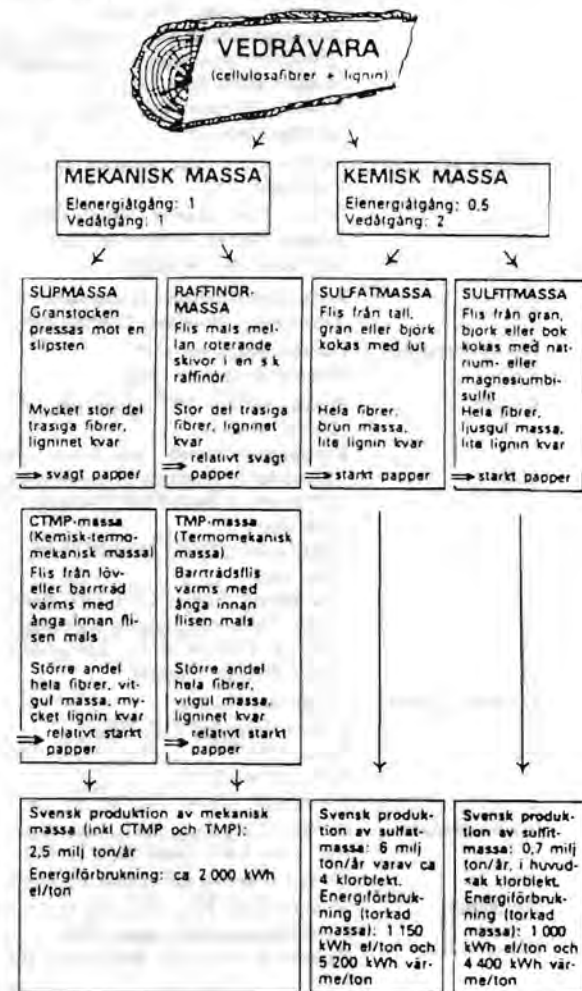 VEDRÅVARA
(cellulosafibrer + lignin)
MEKANISK MASSA
Elenergiåtgång: 1
Vedåtgång: 1
KEMISK MASSA
Elenergiåtgång: 0,5
Vedåtgång: 2
SLIPMASSA
Granstocken
pressas mot en
slipsten
Mycket stor del
trasiga fibrer,
ligninet kvar
⇒ svagt papper
RAFFINÖR-
MASSA
Flis mals mel-
lan roterande
skivor i en s k
raffinör.
Stor del trasiga
fibrer, ligninet
kvar
⇒ relativt svagt
papper
SULFATMASSA
Flis från tall,
gran eller björk
kokas med lut
Hela fibrer,
brun massa,
lite lignin kvar
⇒ starkt papper
SULFITMASSA
Flis från gran,
björk eller bok
kokas med nat-
rium- eller
magnesiumbi-
sulfit
Hela fibrer,
ljusgul massa,
lite lignin kvar
⇒ starkt papper
CTMP-massa
(Kemisk-termo-
mekanisk massa)
Flis från löv-
eller barrträd
värms med
ånga innan fli-
sen mals
Större andel
hela fibrer, vit-
gul massa, my-
cket lignin kvar
⇒ relativt starkt
papper
TMP-massa
(Termomekanisk
massa)
Barrträdsflis
värms med
ånga innan
flisen mals
Större andel
hela fibrer,
vitgul massa,
ligninet kvar
⇒ relativt starkt
papper
Svensk produktion av mekanisk
massa (inkl CTMP och TMP):
2,5 milj ton/år
Energiförbrukning: ca 2 000 kWh
el/ton
Svensk produk-
tion av sulfat-
massa: 6 milj
ton/år varav ca
4 klorblekt.
Energiförbruk-
ning (torkad
massa): 1 150
kWh el/ton och
5 200 kWh vär-
me/ton
Svensk produk-
tion av sulfit-
massa: 0,7 milj
ton/år, i huvud-
sak klorblekt.
Energiförbruk-
ning (torkad
massa): 1 000
kWh el/ton och
4 400 kWh vär-
me/ton